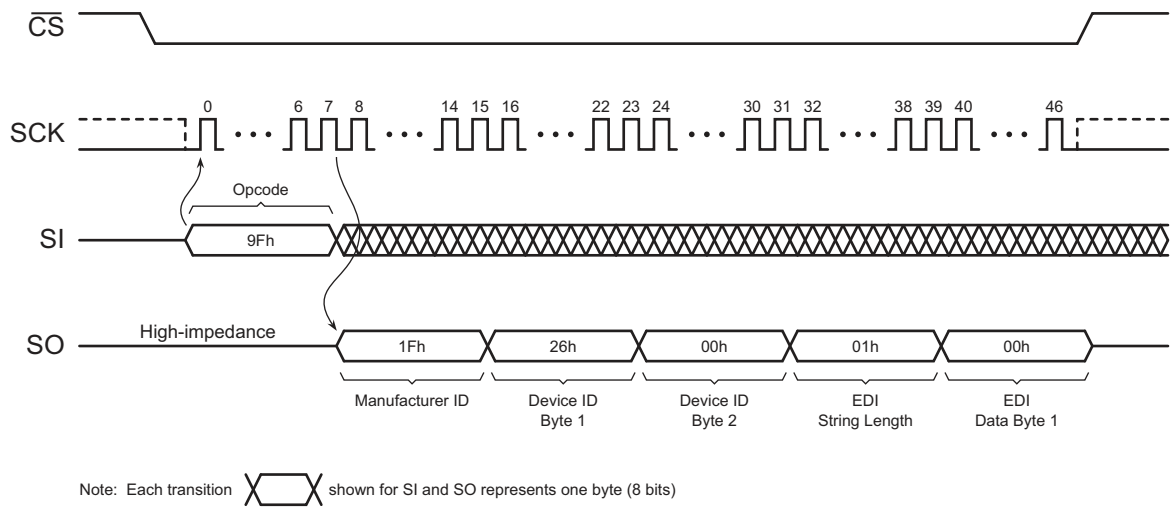 CS
0 6 7 8 14 15 16 22 23 24 30 31 32 38 39 40 46
SCK
Opcode
SI
9Fh
High-impedance
SO
1Fh 26h 00h 01h 00h
Manufacturer ID
Device ID
Byte 1
Device ID
Byte 2
EDI
String Length
EDI
Data Byte 1
Note: Each transition shown for SI and SO represents one byte (8 bits)